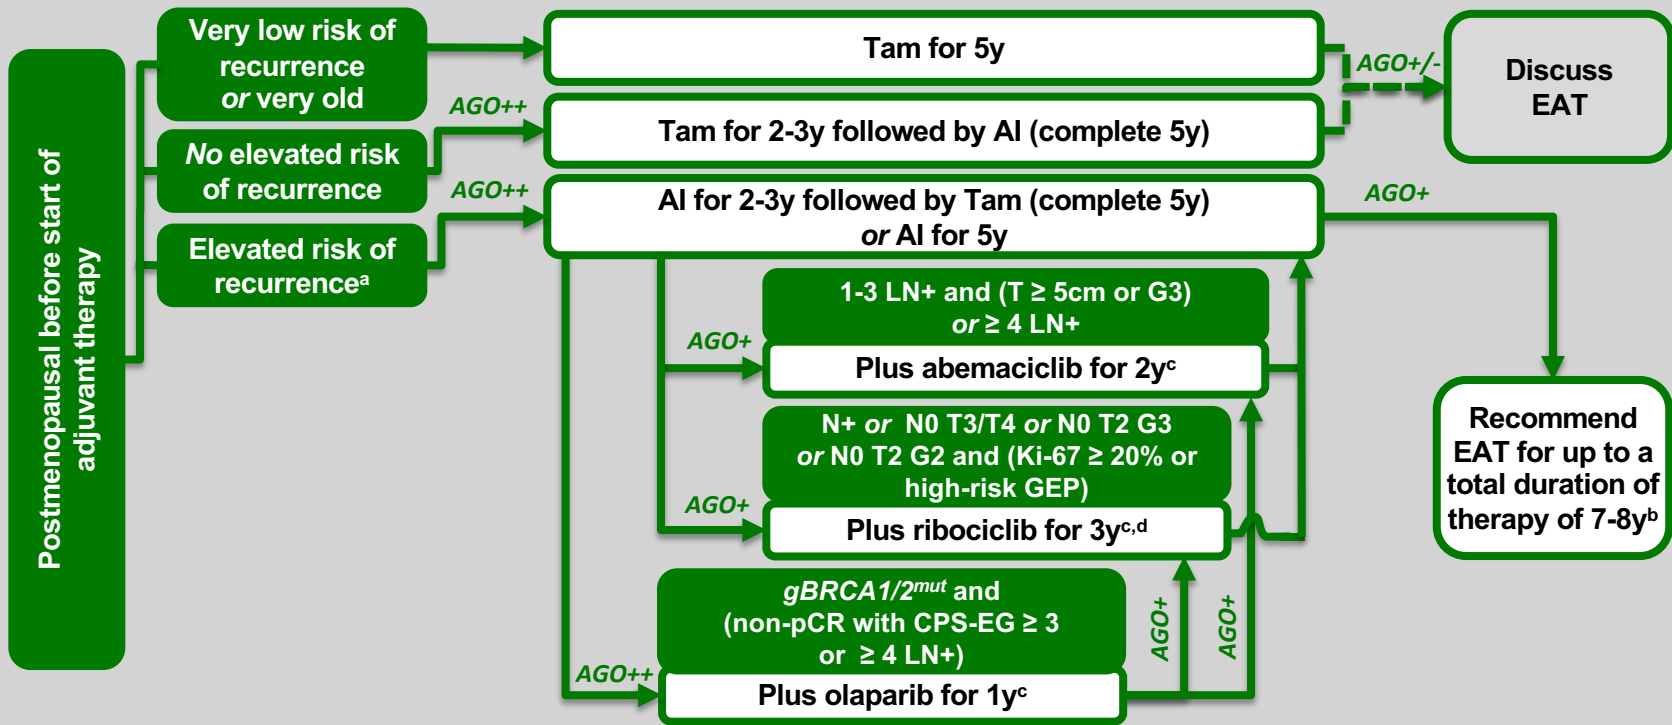 Postmenopausal before start of
adjuvant therapy
Very low risk of
recurrence
or very old
Tam for 5y
AGO+/-
Discuss
EAT
No elevated risk
of recurrence
AGO++
Tam for 2-3y followed by AI (complete 5y)
Elevated risk of
recurrenceᵃ
AGO++
AI for 2-3y followed by Tam (complete 5y)
or AI for 5y
AGO+
Recommend
EAT for up to a
total duration of
therapy of 7-8yᵇ
1-3 LN+ and (T ≥ 5cm or G3)
or ≥ 4 LN+
AGO+
Plus abemaciclib for 2yᶜ
N+ or N0 T3/T4 or N0 T2 G3
or N0 T2 G2 and (Ki-67 ≥ 20% or
high-risk GEP)
AGO+
Plus ribociclib for 3yᶜ,ᵈ
gBRCA1/2ᵐᵘᵗ and
(non-pCR with CPS-EG ≥ 3
or ≥ 4 LN+)
AGO++
Plus olaparib for 1yᶜ
AGO+
AGO+